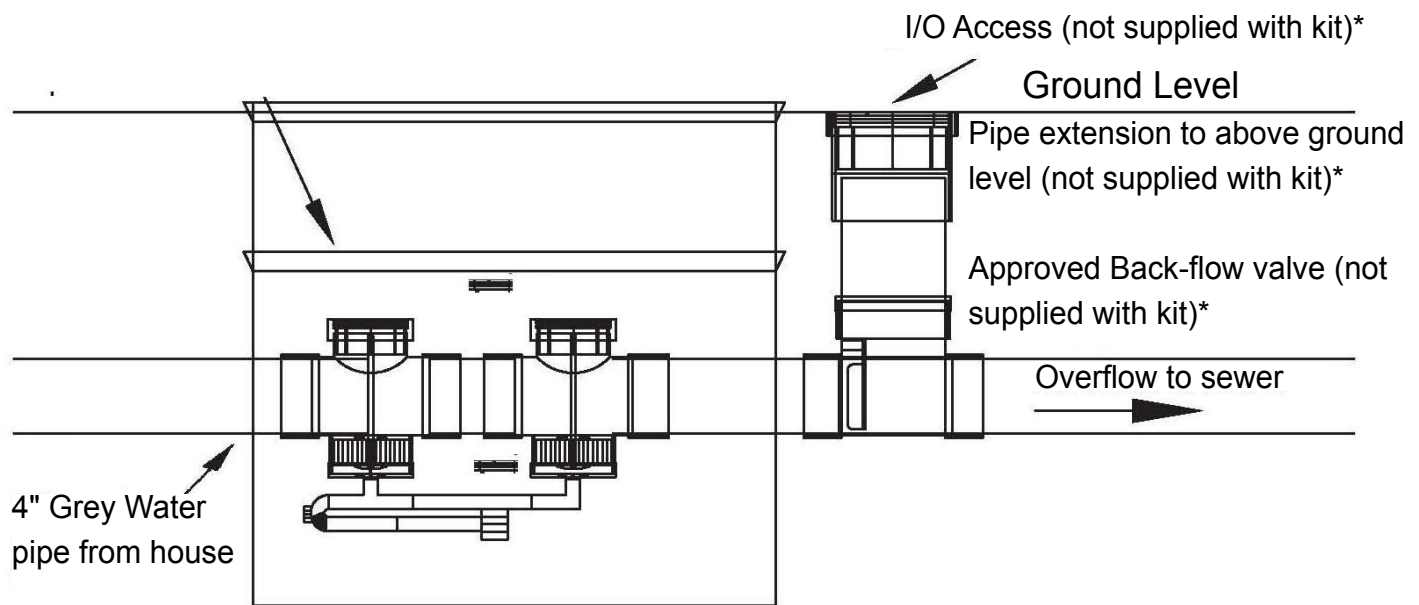 I/O Access (not supplied with kit)*
Ground Level
Pipe extension to above ground
level (not supplied with kit)*
Approved Back-flow valve (not
supplied with kit)*
Overflow to sewer
4" Grey Water
pipe from house